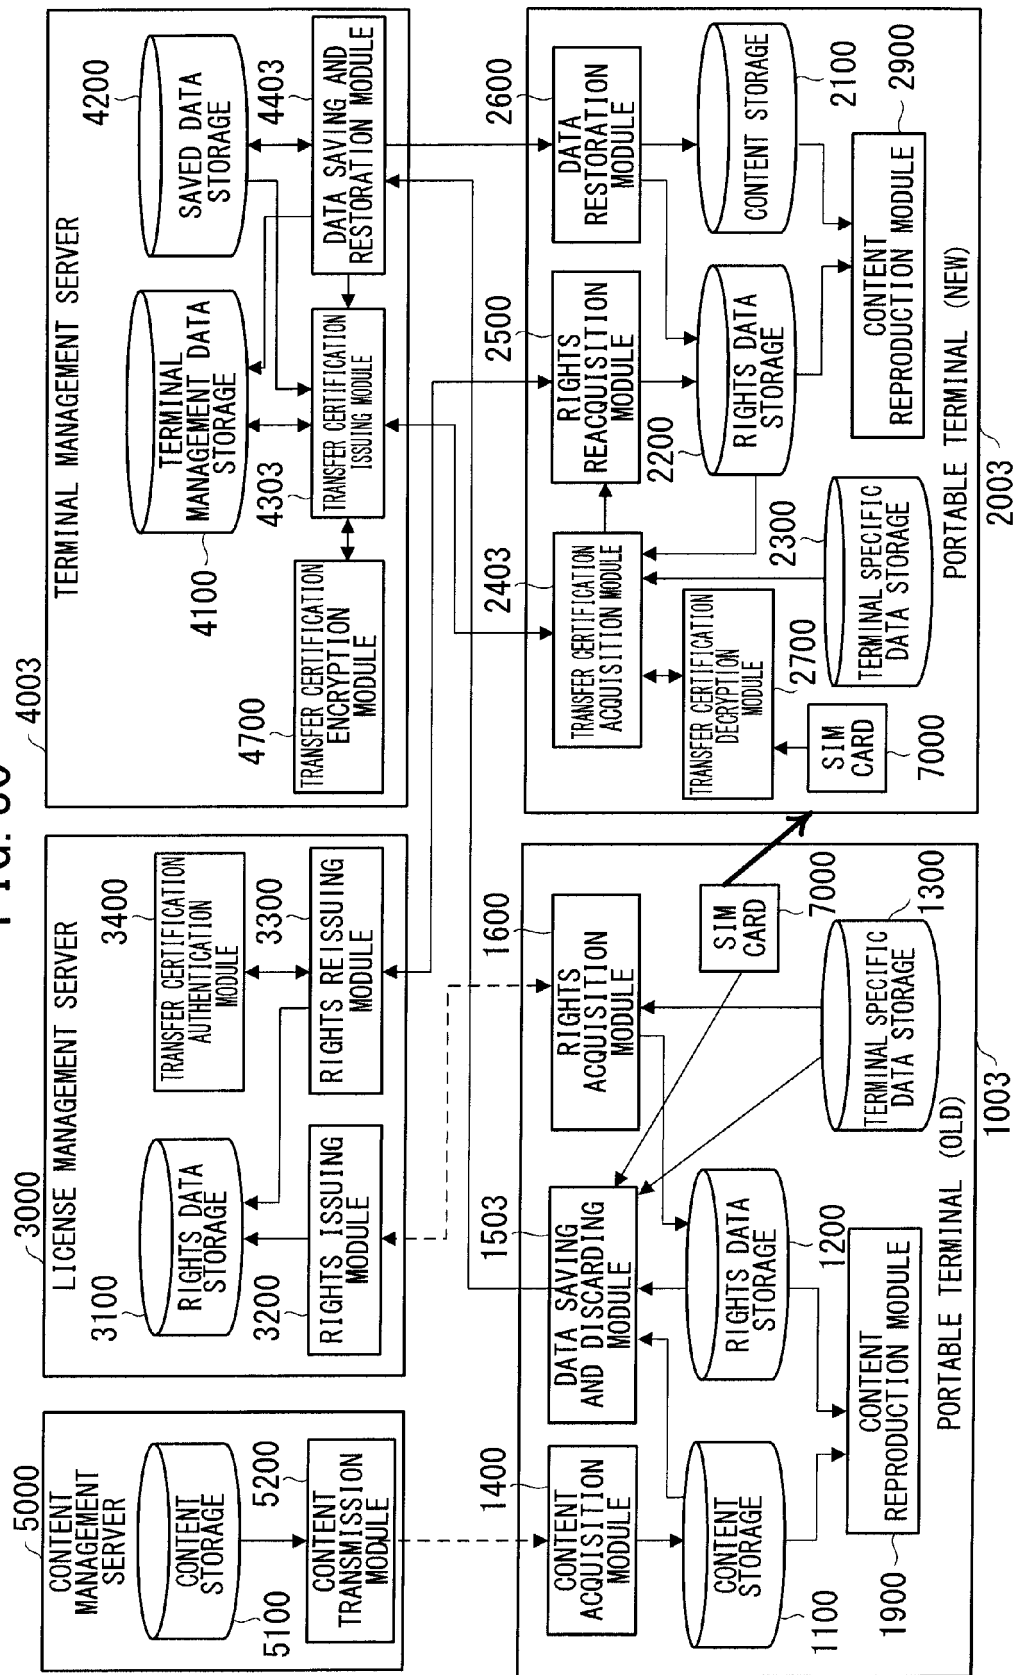 5000
CONTENT
MANAGEMENT
SERVER
CONTENT
STORAGE
5100
5200
CONTENT
TRANSMISSION
MODULE
3000
LICENSE MANAGEMENT SERVER
3100
RIGHTS DATA
STORAGE
3200
RIGHTS ISSUING
MODULE
3400
TRANSFER CERTIFICATION
AUTHENTICATION
MODULE
3300
RIGHTS REISSUING
MODULE
4003
TERMINAL MANAGEMENT SERVER
4100
TERMINAL
MANAGEMENT DATA
STORAGE
4200
SAVED DATA
STORAGE
4700
TRANSFER CERTIFICATION
ENCRYPTION
MODULE
4303
TRANSFER CERTIFICATION
ISSUING MODULE
4403
DATA SAVING AND
RESTORATION MODULE
1400
CONTENT
ACQUISITION
MODULE
1503
DATA SAVING
AND DISCARDING
MODULE
1600
RIGHTS
ACQUISITION
MODULE
CONTENT
STORAGE
1100
RIGHTS DATA
STORAGE
1200
SIM
CARD
7000
1300
TERMINAL SPECIFIC
DATA STORAGE
1900
CONTENT
REPRODUCTION MODULE
PORTABLE TERMINAL (OLD)
1003
2403
TRANSFER CERTIFICATION
ACQUISITION MODULE
2500
RIGHTS
REACQUISITION
MODULE
2600
DATA
RESTORATION
MODULE
TRANSFER CERTIFICATION
DECRYPTION
MODULE
2700
2200
RIGHTS DATA
STORAGE
CONTENT STORAGE
2100
SIM
CARD
7000
2300
TERMINAL SPECIFIC
DATA STORAGE
CONTENT
REPRODUCTION MODULE
2900
PORTABLE TERMINAL (NEW)
2003